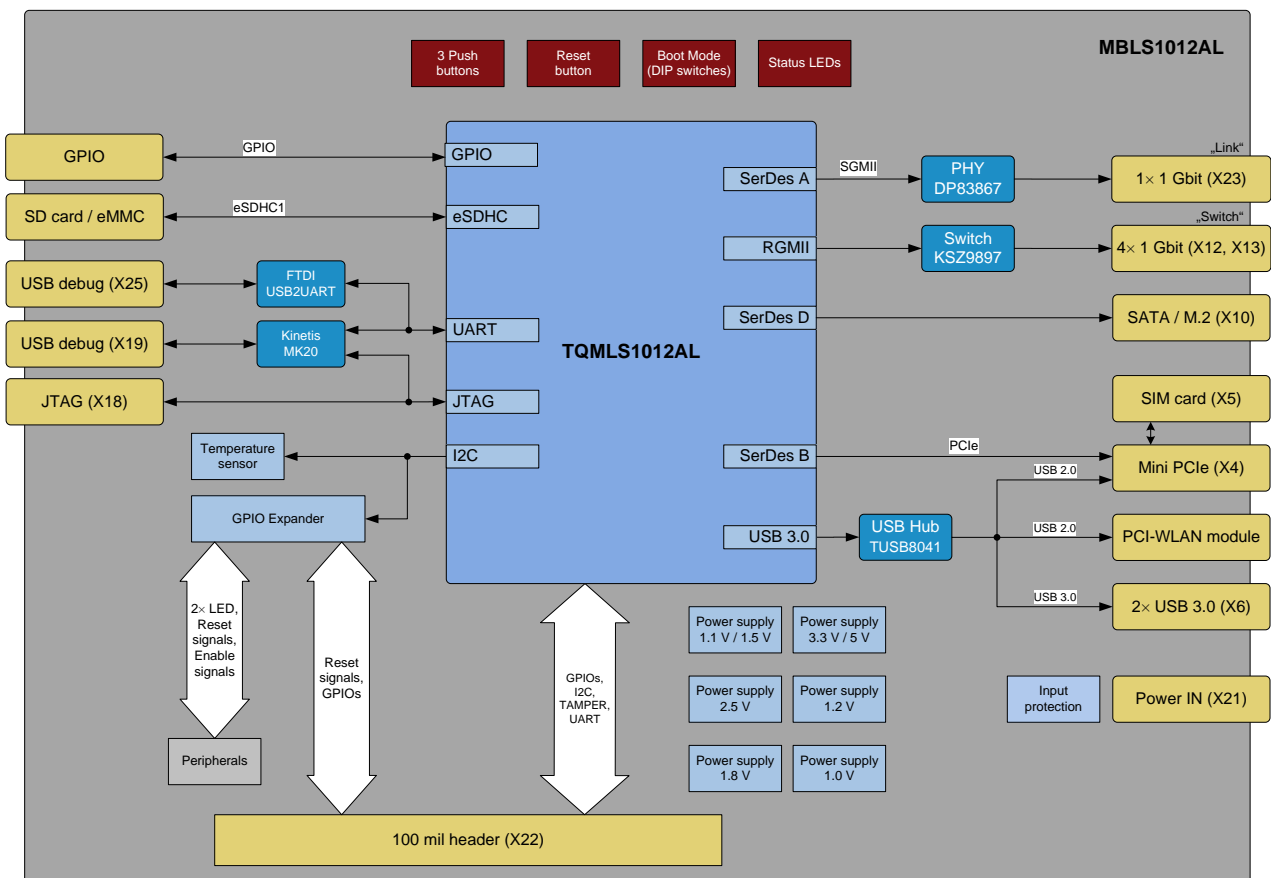 MBLS1012AL
3 Push
buttons
Reset
button
Boot Mode
(DIP switches)
Status LEDs
GPIO
GPIO
GPIO
SD card / eMMC
eSDHC1
eSDHC
USB debug (X25)
FTDI
USB2UART
USB debug (X19)
Kinetis
MK20
UART
JTAG (X18)
JTAG
Temperature
sensor
I2C
GPIO Expander
TQMLS1012AL
SerDes A
SGMII
PHY
DP83867
„Link“
1× 1 Gbit (X23)
RGMII
Switch
KSZ9897
„Switch“
4× 1 Gbit (X12, X13)
SerDes D
SATA / M.2 (X10)
SIM card (X5)
SerDes B
PCIe
Mini PCIe (X4)
USB 2.0
USB 3.0
USB Hub
TUSB8041
USB 2.0
PCI-WLAN module
USB 3.0
2× USB 3.0 (X6)
2× LED,
Reset
signals,
Enable
signals
Reset
signals,
GPIOs
GPIOs,
I2C,
TAMPER,
UART
Power supply
1.1 V / 1.5 V
Power supply
3.3 V / 5 V
Power supply
2.5 V
Power supply
1.2 V
Power supply
1.8 V
Power supply
1.0 V
Input
protection
Power IN (X21)
Peripherals
100 mil header (X22)